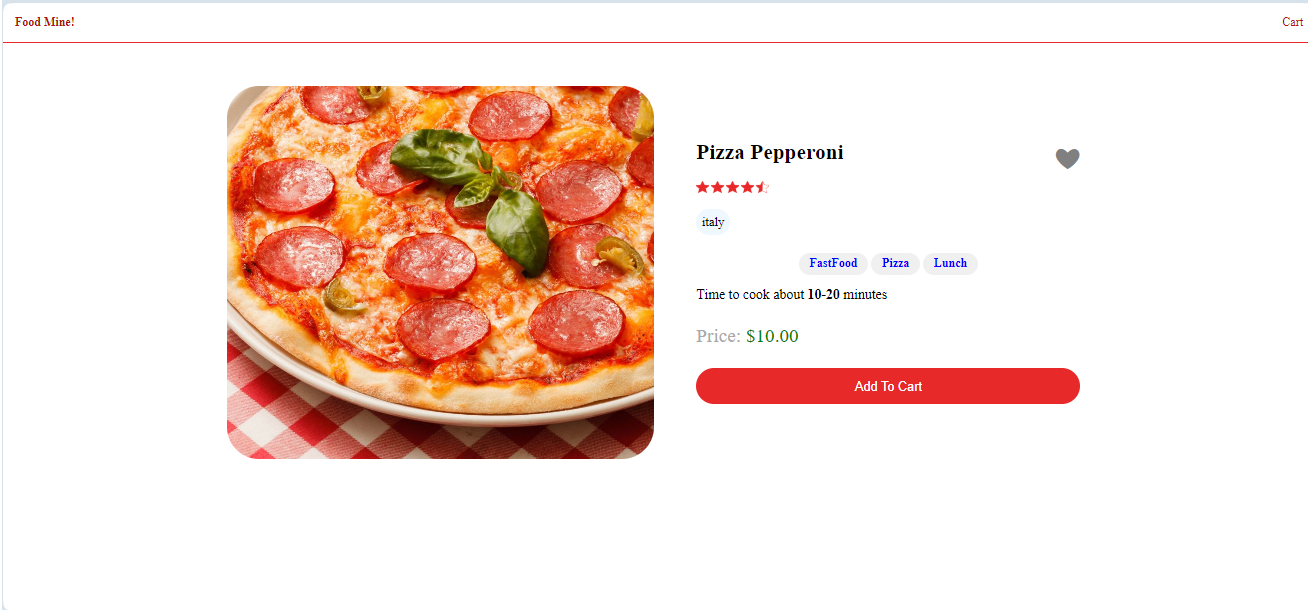 Food Mine!
Cart
Pizza Pepperoni
italy
FastFood Pizza Lunch
Time to cook about 10-20 minutes
Price: $10.00
Add To Cart